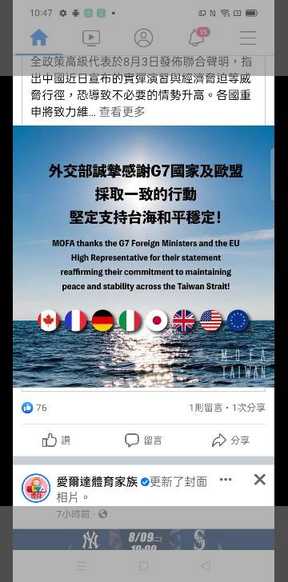 10:47
15
全政策高級代表於8月3日發佈聯合聲明，指
出中國近日宣布的實彈演習與經濟脅迫等威
脅行徑，恐導致不必要的情勢升高。各國重
申將致力維... 查看更多
外交部誠摯感謝G7國家及歐盟
採取一致的行動
堅定支持台海和平穩定！
MOFA thanks the G7 Foreign Ministers and the EU
High Representative for their statement
reaffirming their commitment to maintaining
peace and stability across the Taiwan Strait!
MOFA
TAIWAN
76
1則留言・1次分享
讚
留言
分享
愛爾達體育家族 更新了封面
相片。
7小時前
8/09